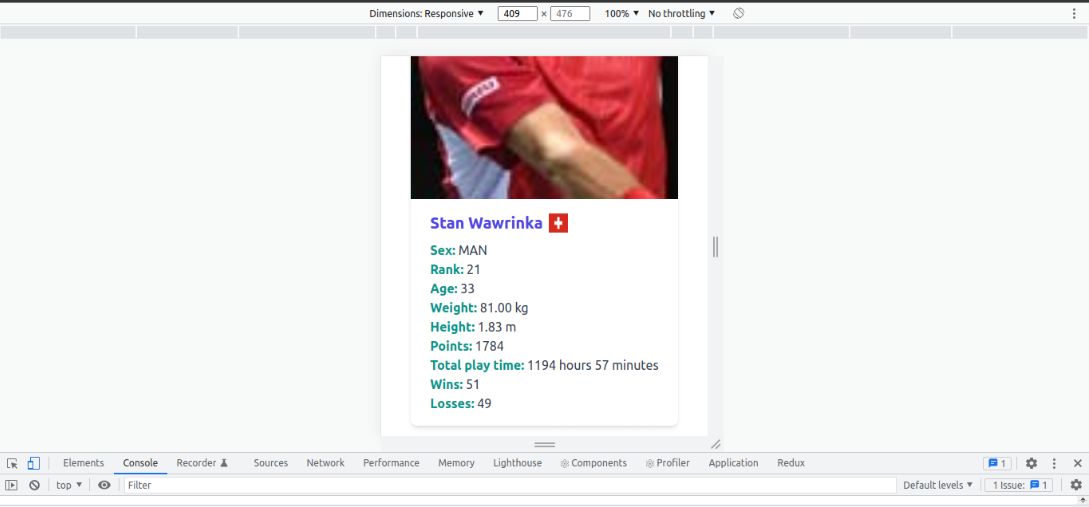 Dimensions: Responsive ▼ 409 × 476 100% ▼ No throttling ▼
Stan Wawrinka
Sex: MAN
Rank: 21
Age: 33
Weight: 81.00 kg
Height: 1.83 m
Points: 1784
Total play time: 1194 hours 57 minutes
Wins: 51
Losses: 49
Elements Console Recorder Sources Network Performance Memory Lighthouse Components Profiler Application Redux 1
top ▼ Filter Default levels ▼ 1 Issue: 1